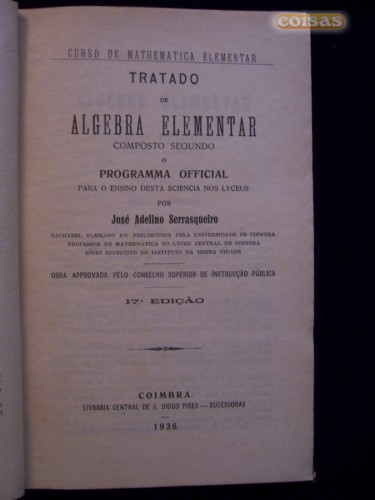 coisas
CURSO DE MATHEMATICA ELEMENTAR
TRATADO
DE
ALGEBRA ELEMENTAR
COMPOSTO SEGUNDO
O
PROGRAMMA OFFICIAL
PARA O ENSINO DESTA SCIENCIA NOS LYCEUS
POR
José Adelino Serrasqueiro
BACHAREL FORMADO EM PHILOSOPHIA PELA UNIVERSIDADE DE COIMBRA
PROFESSOR DE MATHEMÁTICA NO LYCEU CENTRAL DE COIMBRA
SÓCIO EFFECTIVO DO INSTITUTO DA MESMA CIDADE
OBRA APPROVADA PELO CONSELHO SUPERIOR DE INSTRUCÇÃO PÚBLICA
17.ª EDIÇÃO
COIMBRA
LIVRARIA CENTRAL DE J. DIOGO PIRES—SUCESSORAS
1936